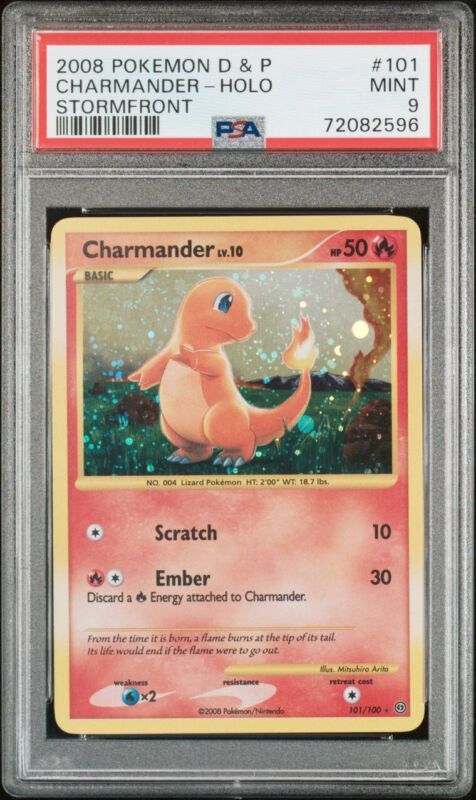 2008 POKEMON D & P #101
CHARMANDER - HOLO MINT
STORMFRONT 9
PSA 72082596
Charmander LV.10 HP 50
BASIC
NO. 004 Lizard Pokémon HT: 2'00" WT: 18.7 lbs.
Scratch 10
Ember 30
Discard a Energy attached to Charmander.
From the time it is born, a flame burns at the tip of its tail.
Its life would end if the flame were to go out.
Illus. Mitsuhiro Arita
weakness resistance retreat cost
×2
©2008 Pokémon/Nintendo 101/100